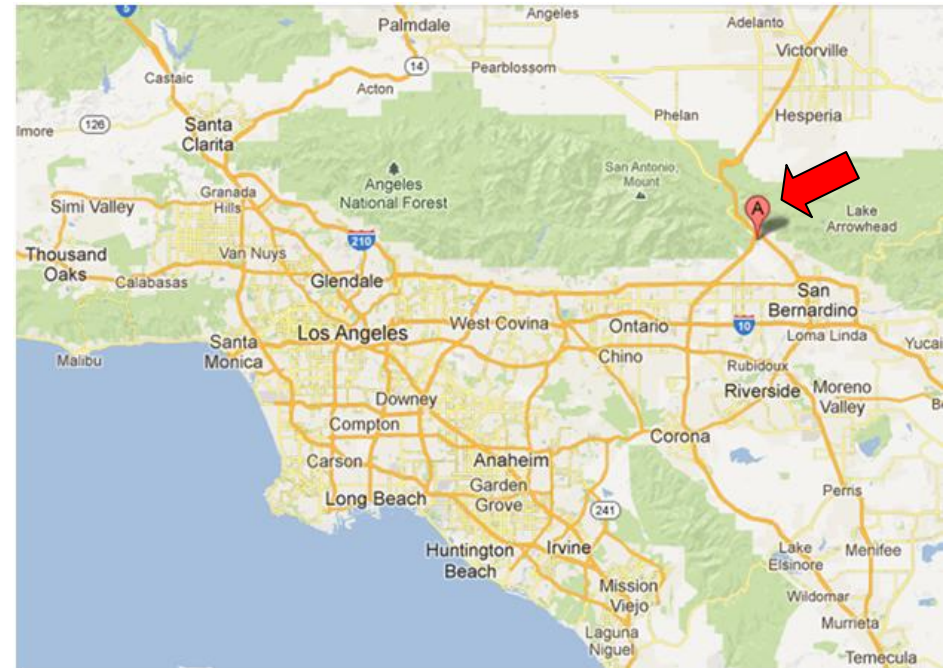 5
Palmdale
Angeles
Adelanto
Victorville
14
Castaic
Pearblossom
Acton
lmore
126
Santa
Clarita
Phelan
Hesperia
Angeles
National Forest
San Antonio,
Mount
Granada
Hills
Simi Valley
A
Lake
Arrowhead
210
Thousand
Oaks
Van Nuys
Calabasas
Glendale
San
Bernardino
Los Angeles
West Covina
Ontario
10
Loma Linda
Yucai
Santa
Monica
Malibu
Chino
Rubidoux
Riverside
Moreno
Valley
Be
Downey
Compton
Corona
Carson
Anaheim
Garden
Grove
Long Beach
241
Perris
Huntington
Beach
Irvine
Lake
Elsinore
Menifee
Mission
Viejo
Wildomar
Murrieta
Laguna
Niguel
Temecula